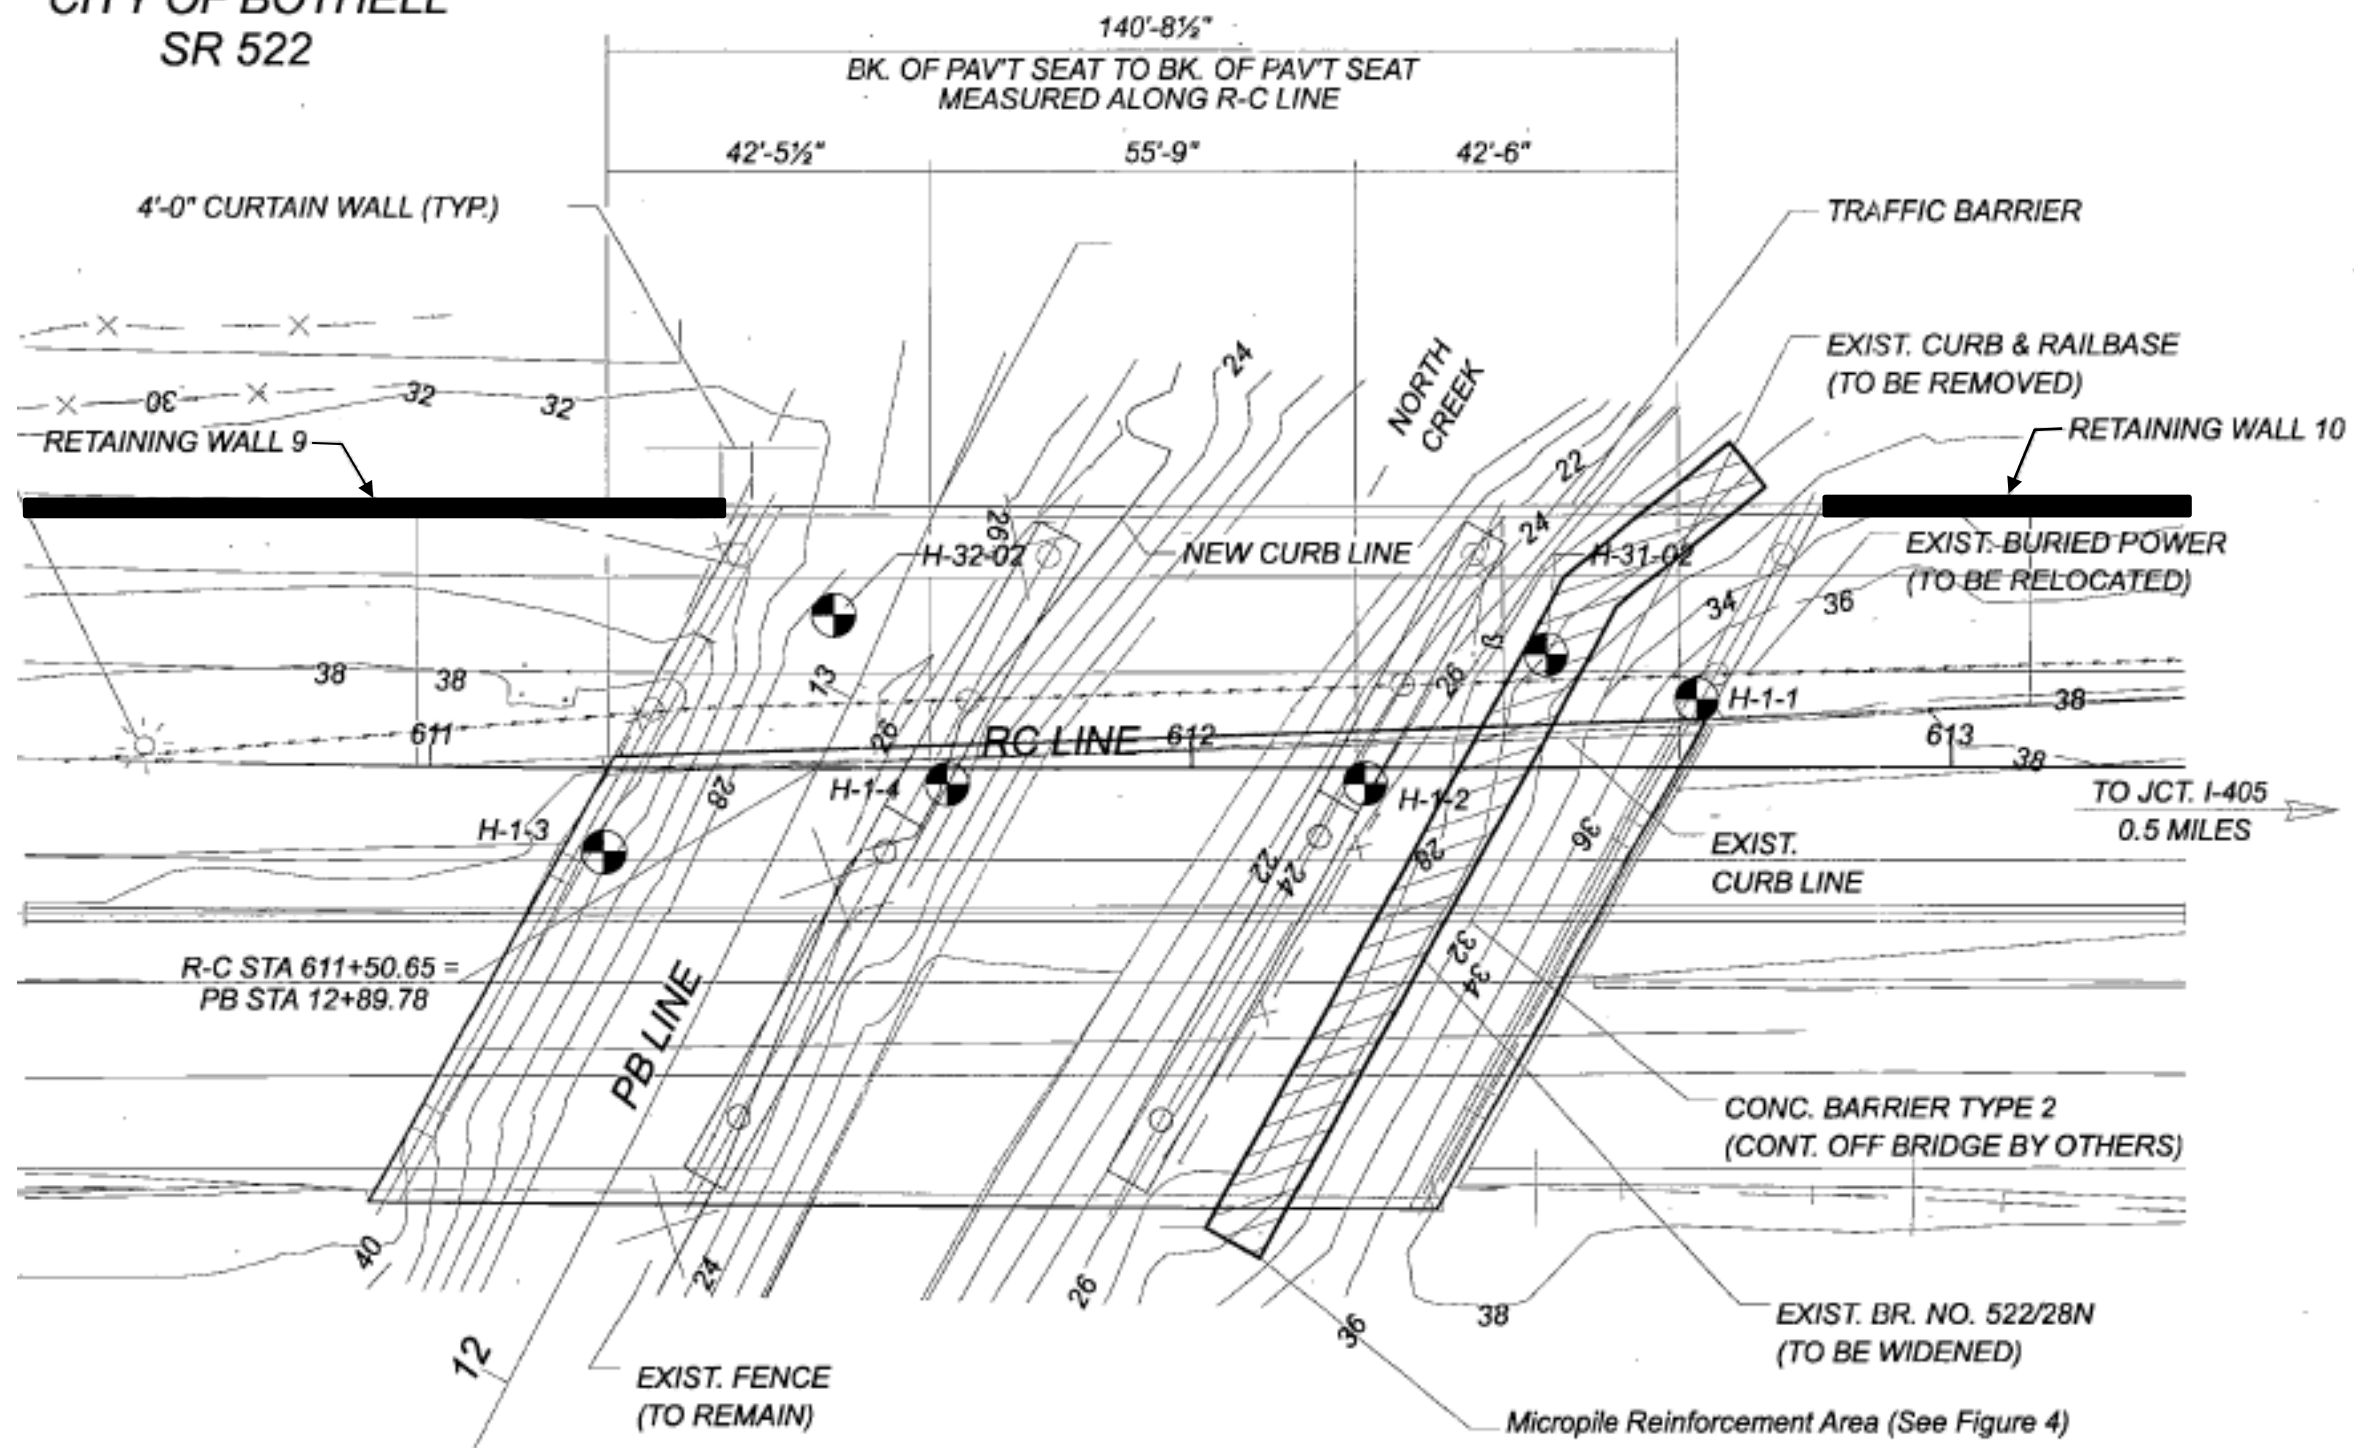 CITY OF BOTHELL
SR 522
140'-8½"
BK. OF PAV'T SEAT TO BK. OF PAV'T SEAT
MEASURED ALONG R-C LINE
42'-5½"
55'-9"
42'-6"
4'-0" CURTAIN WALL (TYP.)
TRAFFIC BARRIER
NORTH
CREEK
EXIST. CURB & RAILBASE
(TO BE REMOVED)
24
30
32
32
RETAINING WALL 9
RETAINING WALL 10
22
26
24
H-32-02
NEW CURB LINE
H-31-02
EXIST. BURIED POWER
(TO BE RELOCATED)
34
36
38
38
13
26
H-1-1
38
611
26
RC LINE
612
613
38
28
H-1-4
H-1-2
TO JCT. I-405
0.5 MILES
H-1-3
36
EXIST.
CURB LINE
28
22
24
32
34
R-C STA 611+50.65 =
PB STA 12+89.78
PB LINE
CONC. BARRIER TYPE 2
(CONT. OFF BRIDGE BY OTHERS)
40
24
26
36
38
EXIST. BR. NO. 522/28N
(TO BE WIDENED)
12
EXIST. FENCE
(TO REMAIN)
Micropile Reinforcement Area (See Figure 4)